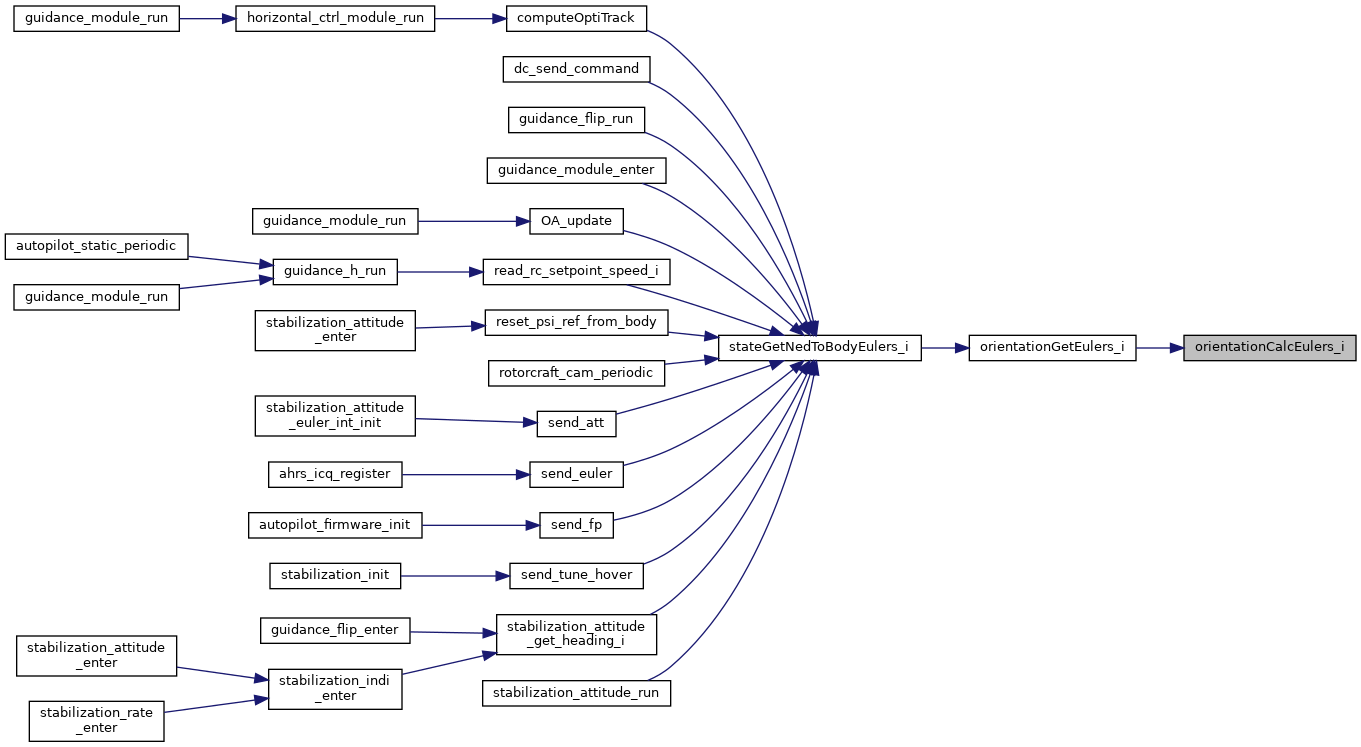 guidance_module_run
horizontal_ctrl_module_run
computeOptiTrack
dc_send_command
guidance_flip_run
guidance_module_enter
guidance_module_run
OA_update
autopilot_static_periodic
guidance_module_run
guidance_h_run
read_rc_setpoint_speed_i
stabilization_attitude
_enter
reset_psi_ref_from_body
rotorcraft_cam_periodic
stateGetNedToBodyEulers_i
orientationGetEulers_i
orientationCalcEulers_i
stabilization_attitude
_euler_int_init
send_att
ahrs_icq_register
send_euler
autopilot_firmware_init
send_fp
stabilization_init
send_tune_hover
guidance_flip_enter
stabilization_attitude
_get_heading_i
stabilization_attitude
_enter
stabilization_rate
_enter
stabilization_indi
_enter
stabilization_attitude_run